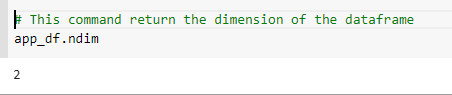 # This command return the dimension of the dataframe
app_df.ndim
2